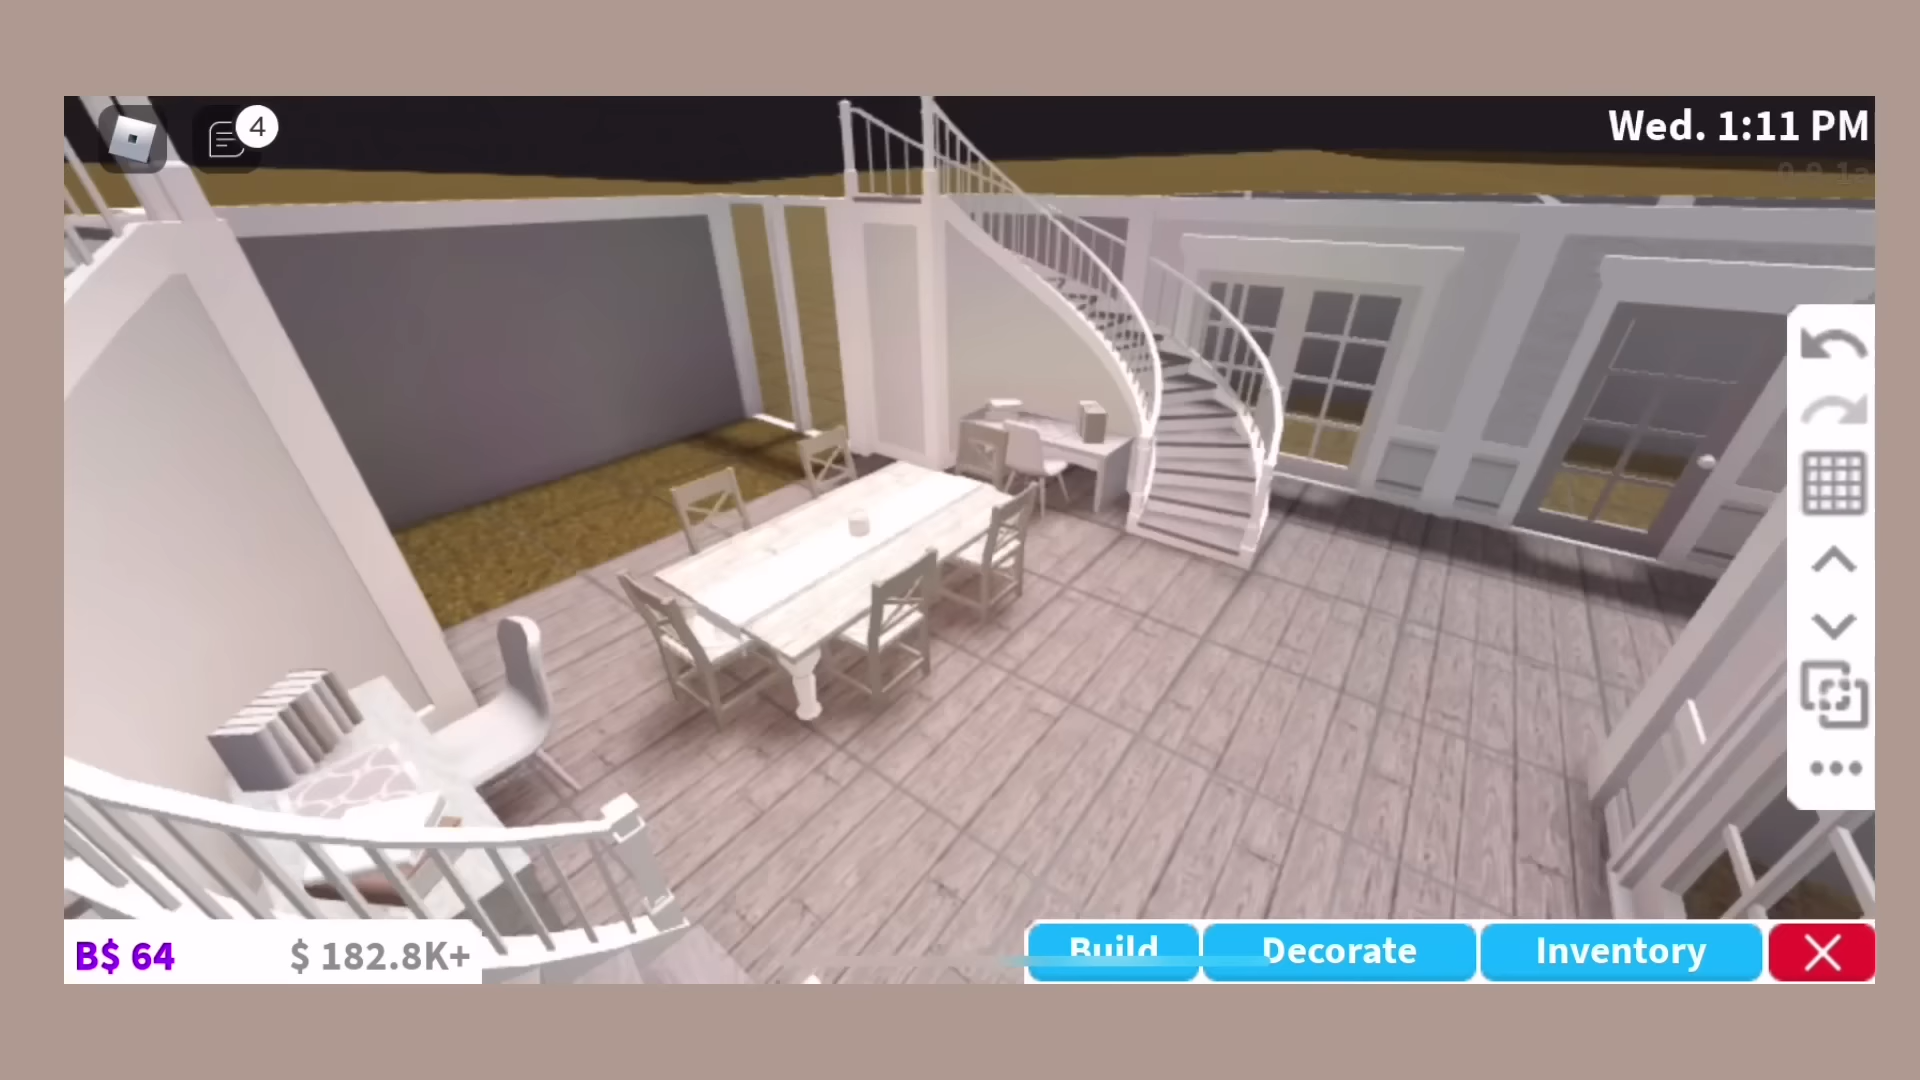 4
Wed. 1:11 PM
B$ 64
$ 182.8K+
Build
Decorate
Inventory